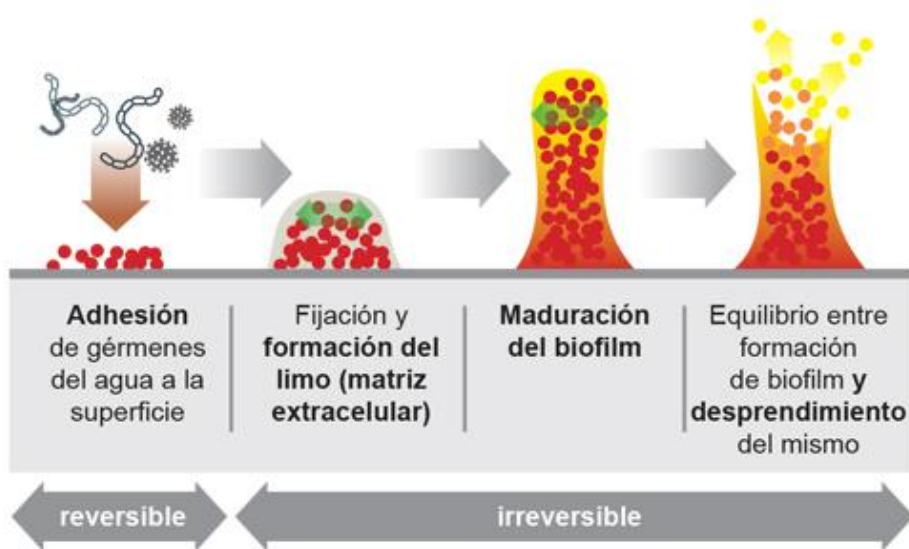 Adhesión
de gérmenes
del agua a la
superficie
Fijación y
formación del
limo (matriz
extracelular)
Maduración
del biofilm
Equilibrio entre
formación
de biofilm y
desprendimiento
del mismo
reversible
irreversible